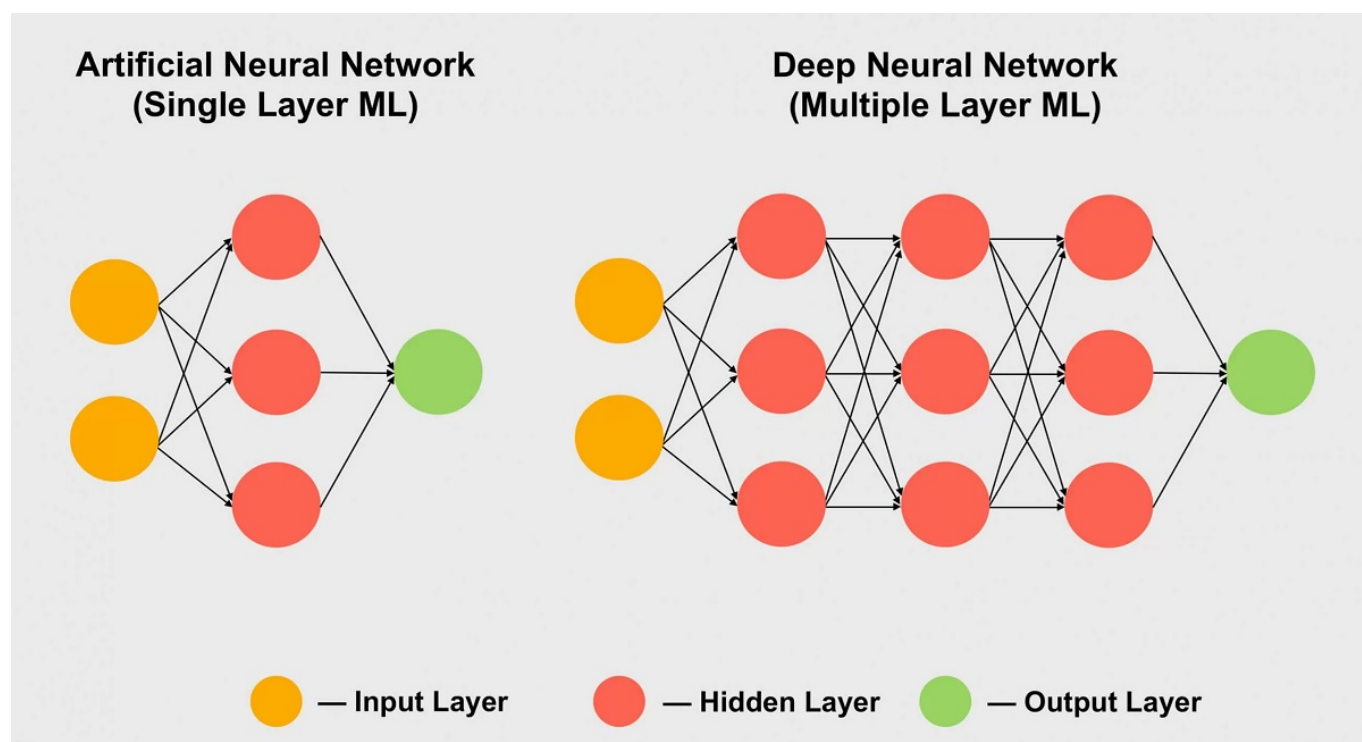 Artificial Neural Network
(Single Layer ML)
Deep Neural Network
(Multiple Layer ML)
— Input Layer
— Hidden Layer
— Output Layer